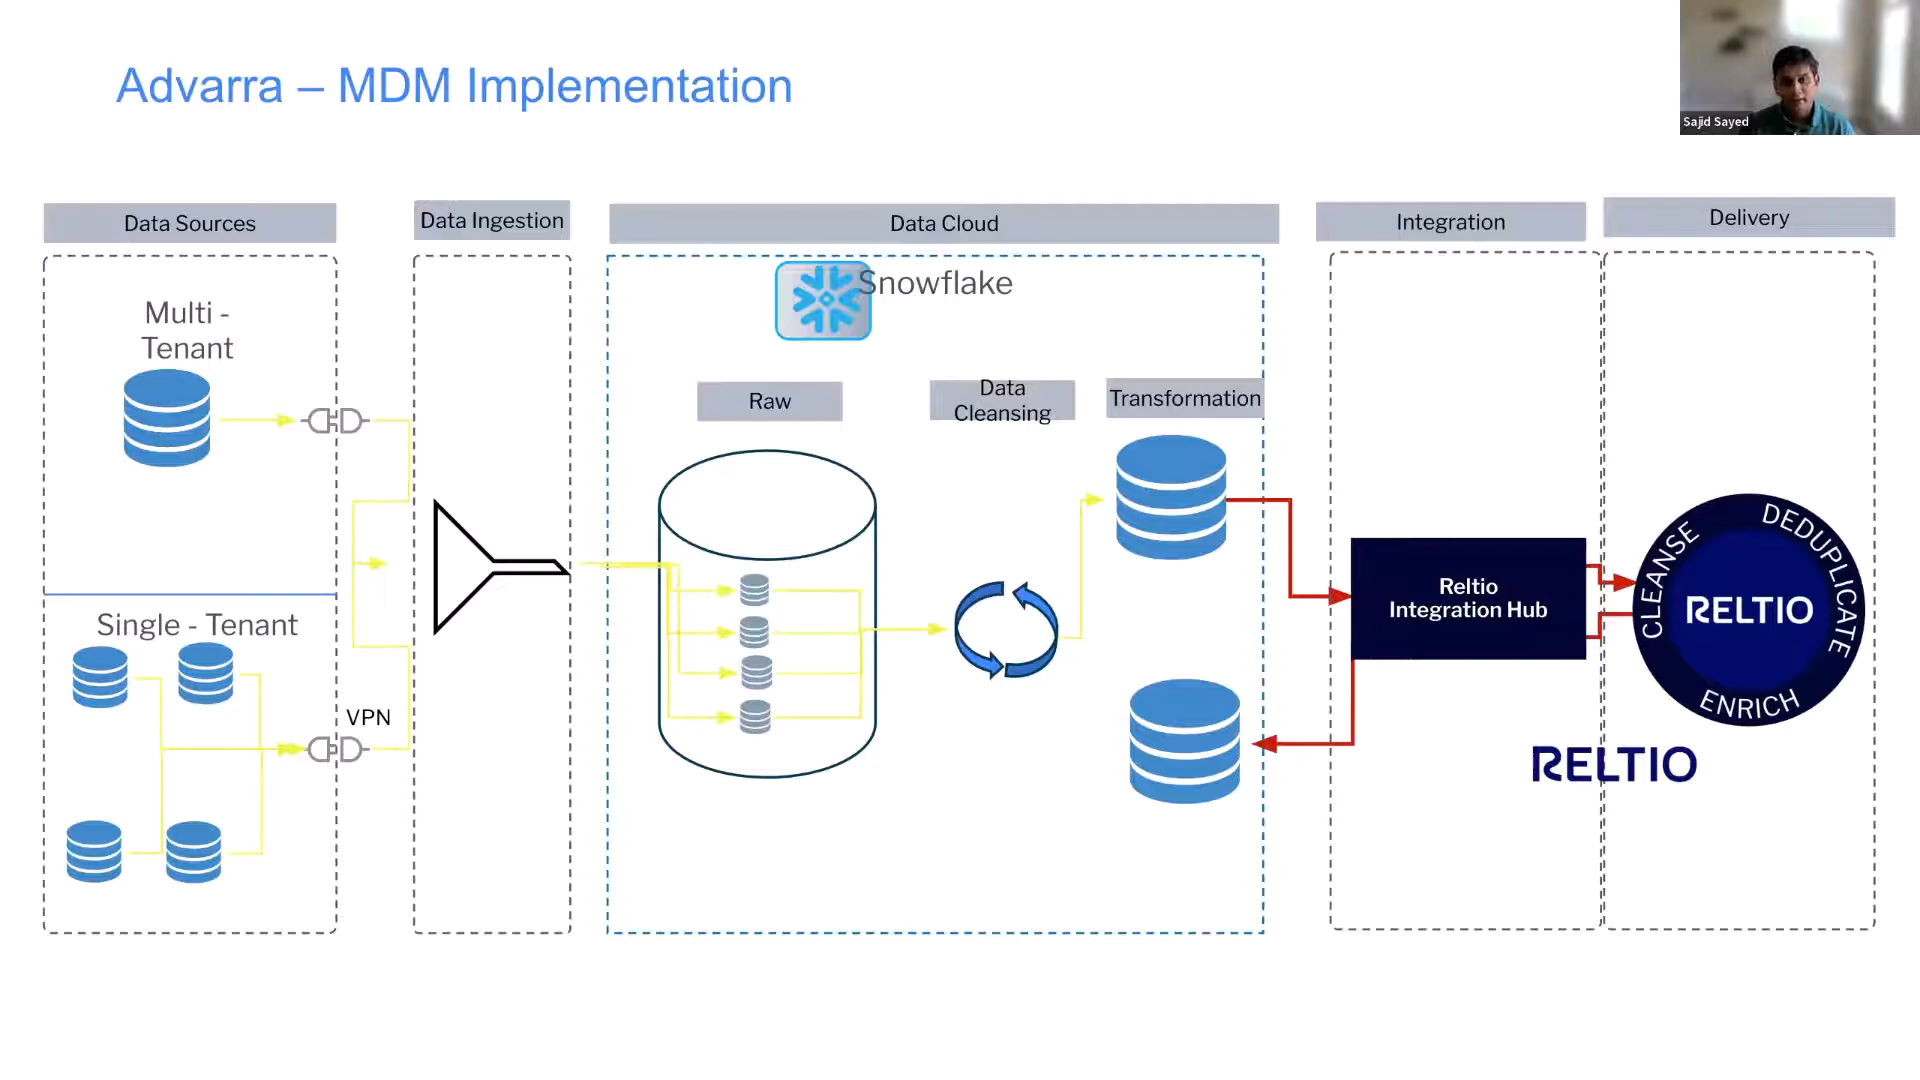 Advarra – MDM Implementation
Sajid Sayed
Data Sources
Data Ingestion
Data Cloud
Integration
Delivery
Multi -
Tenant
Single - Tenant
VPN
Snowflake
Raw
Data
Cleansing
Transformation
Reltio
Integration Hub
CLEANSE
DEDUPLICATE
RELTIO
ENRICH
RELTIO